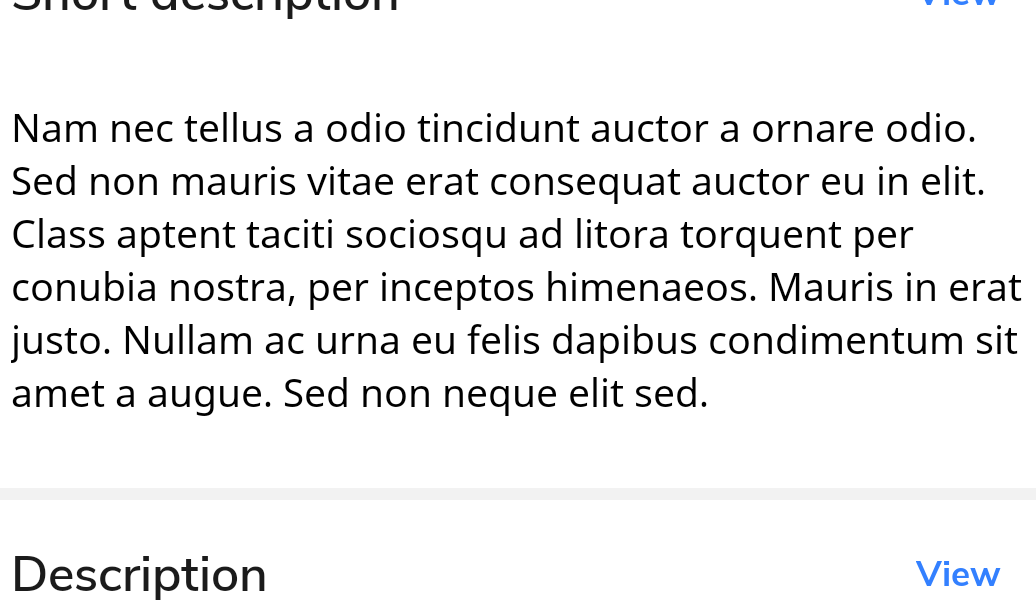 Short description View
Nam nec tellus a odio tincidunt auctor a ornare odio.
Sed non mauris vitae erat consequat auctor eu in elit.
Class aptent taciti sociosqu ad litora torquent per
conubia nostra, per inceptos himenaeos. Mauris in erat
justo. Nullam ac urna eu felis dapibus condimentum sit
amet a augue. Sed non neque elit sed.
Description View